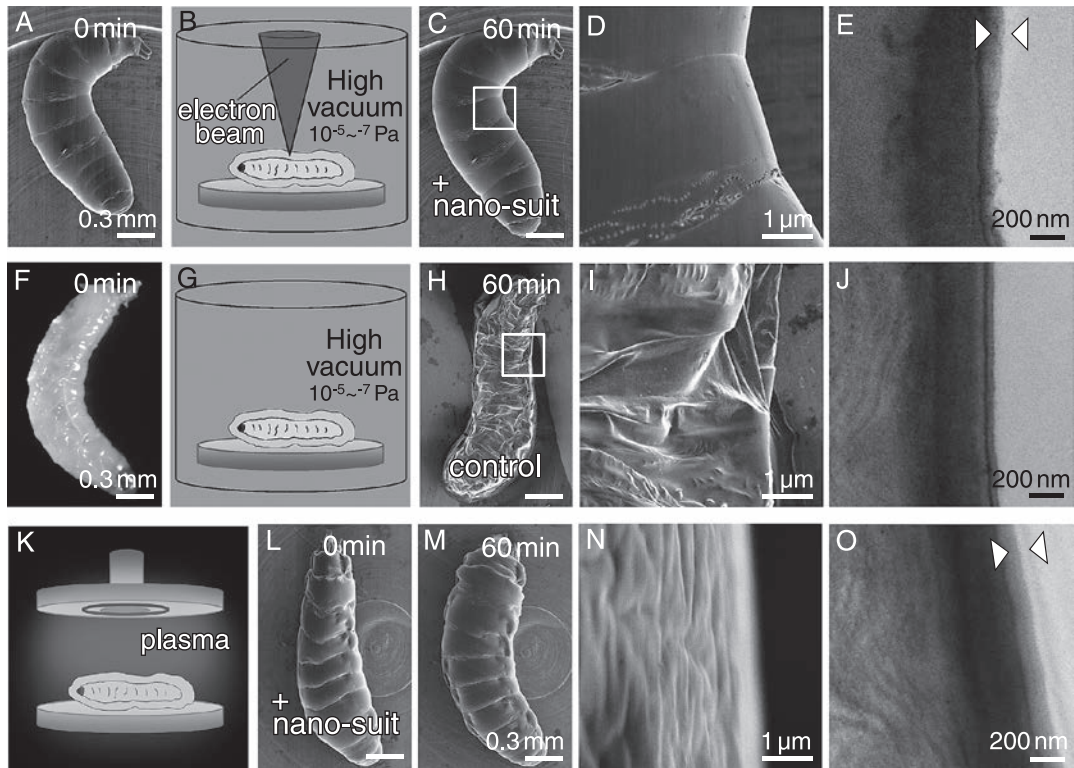 A
0 min
0.3 mm
B
electron
beam
High
vacuum
10-5~-7 Pa
C
60 min
+
nano-suit
D
1 µm
E
200 nm
F
0 min
0.3 mm
G
High
vacuum
10-5~-7 Pa
H
60 min
control
I
1 µm
J
200 nm
K
plasma
L
0 min
+
nano-suit
M
60 min
0.3 mm
N
1 µm
O
200 nm